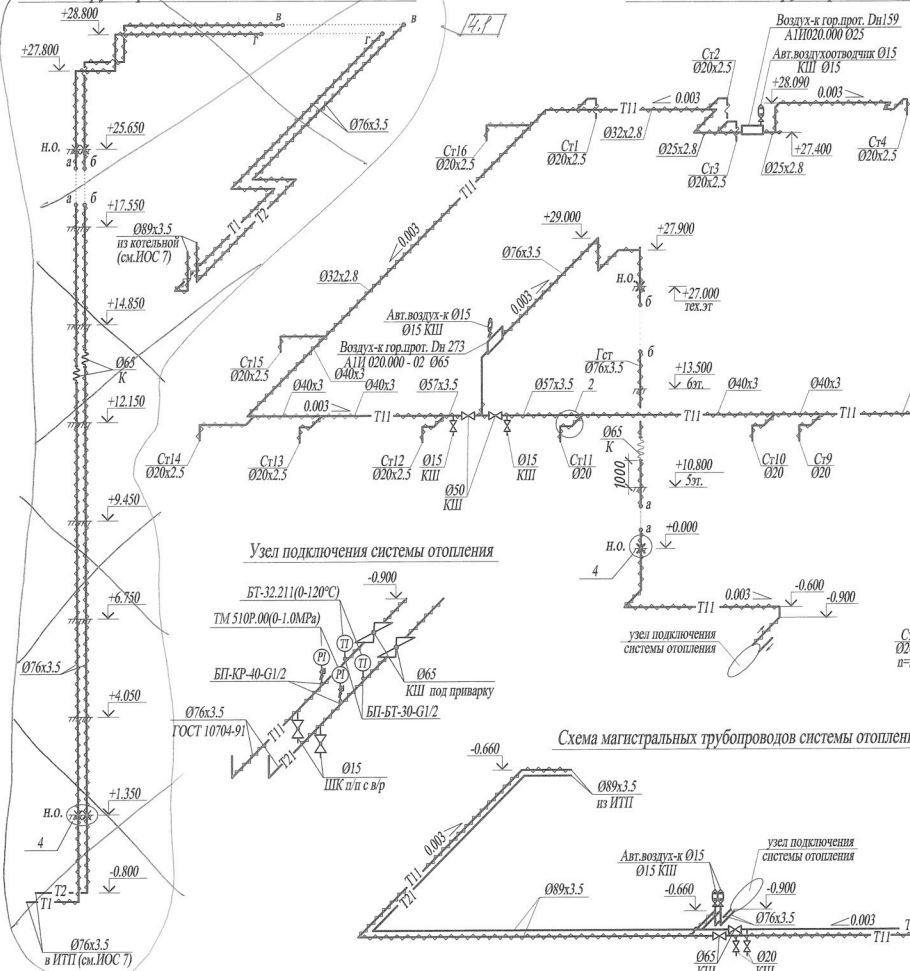 +28.800
в
в
г
г
4.9
+27.800
Ø76x3.5
+25.650
н.о.
а
б
а
б
+17.550
Ø89x3.5
из котельной
(см.ИОС 7)
Т1
Т2
+14.850
Ø65
К
+12.150
+9.450
+6.750
Ø76x3.5
+4.050
+1.350
н.о.
4
-0.800
Т2
Т1
Ø76x3.5
в ИТП (см.ИОС 7)
Воздух-к гор.прот. Dн159
А1И020.000 Ø25
Авт.воздухоотводчик Ø15
КШ Ø15
+28.090
0.003
Ст2
Ø20x2.5
0.003
Т11
Ø32x2.8
Ø25x2.8
Ст1
Ø20x2.5
Ст3
Ø20x2.5
Ø25x2.8
+27.400
Ст4
Ø20x2.5
Ст16
Ø20x2.5
Т11
0.003
Ø32x2.8
+29.000
Ø76x3.5
0.003
+27.900
н.о.
б
+27.000
тех.эт
Авт.воздух-к Ø15
Ø15 КШ
Воздух-к гор.прот. Dн 273
А1И 020.000 - 02 Ø65
Ст15
Ø20x2.5
Ø40x3
Гст
Ø76x3.5
б
+13.500
6эт.
Ø40x3
Ø40x3
Ø57x3.5
Ø57x3.5
2
Ø40x3
Ø40x3
0.003
Т11
Т11
Т11
Т11
Ст14
Ø20x2.5
Ст13
Ø20x2.5
Ст12
Ø20x2.5
Ø15
КШ
Ø50
КШ
Ø15
КШ
Ст11
Ø20
Ø65
К
1000
+10.800
5эт.
Ст10
Ø20
Ст9
Ø20
а
а
+0.000
н.о.
4
0.003
Т11
-0.600
-0.900
узел подключения
системы отопления
Узел подключения системы отопления
-0.900
БТ-32.211(0-120°C)
ТМ 510Р.00(0-1.0МРа)
PI
TI
PI
TI
БП-КР-40-G1/2
Ø65
КШ под приварку
БП-БТ-30-G1/2
Ø76x3.5
ГОСТ 10704-91
Т11
Т21
Ø15
ШК п/п с в/р
Схема магистральных трубопроводов системы отоплен
-0.660
Ø89x3.5
из ИТП
0.003
Т11
Т21
Ø89x3.5
Авт.воздух-к Ø15
Ø15 КШ
узел подключения
системы отопления
-0.660
-0.900
Ø76x3.5
0.003
Т11
Ø65
КШ
Ø20
КШ